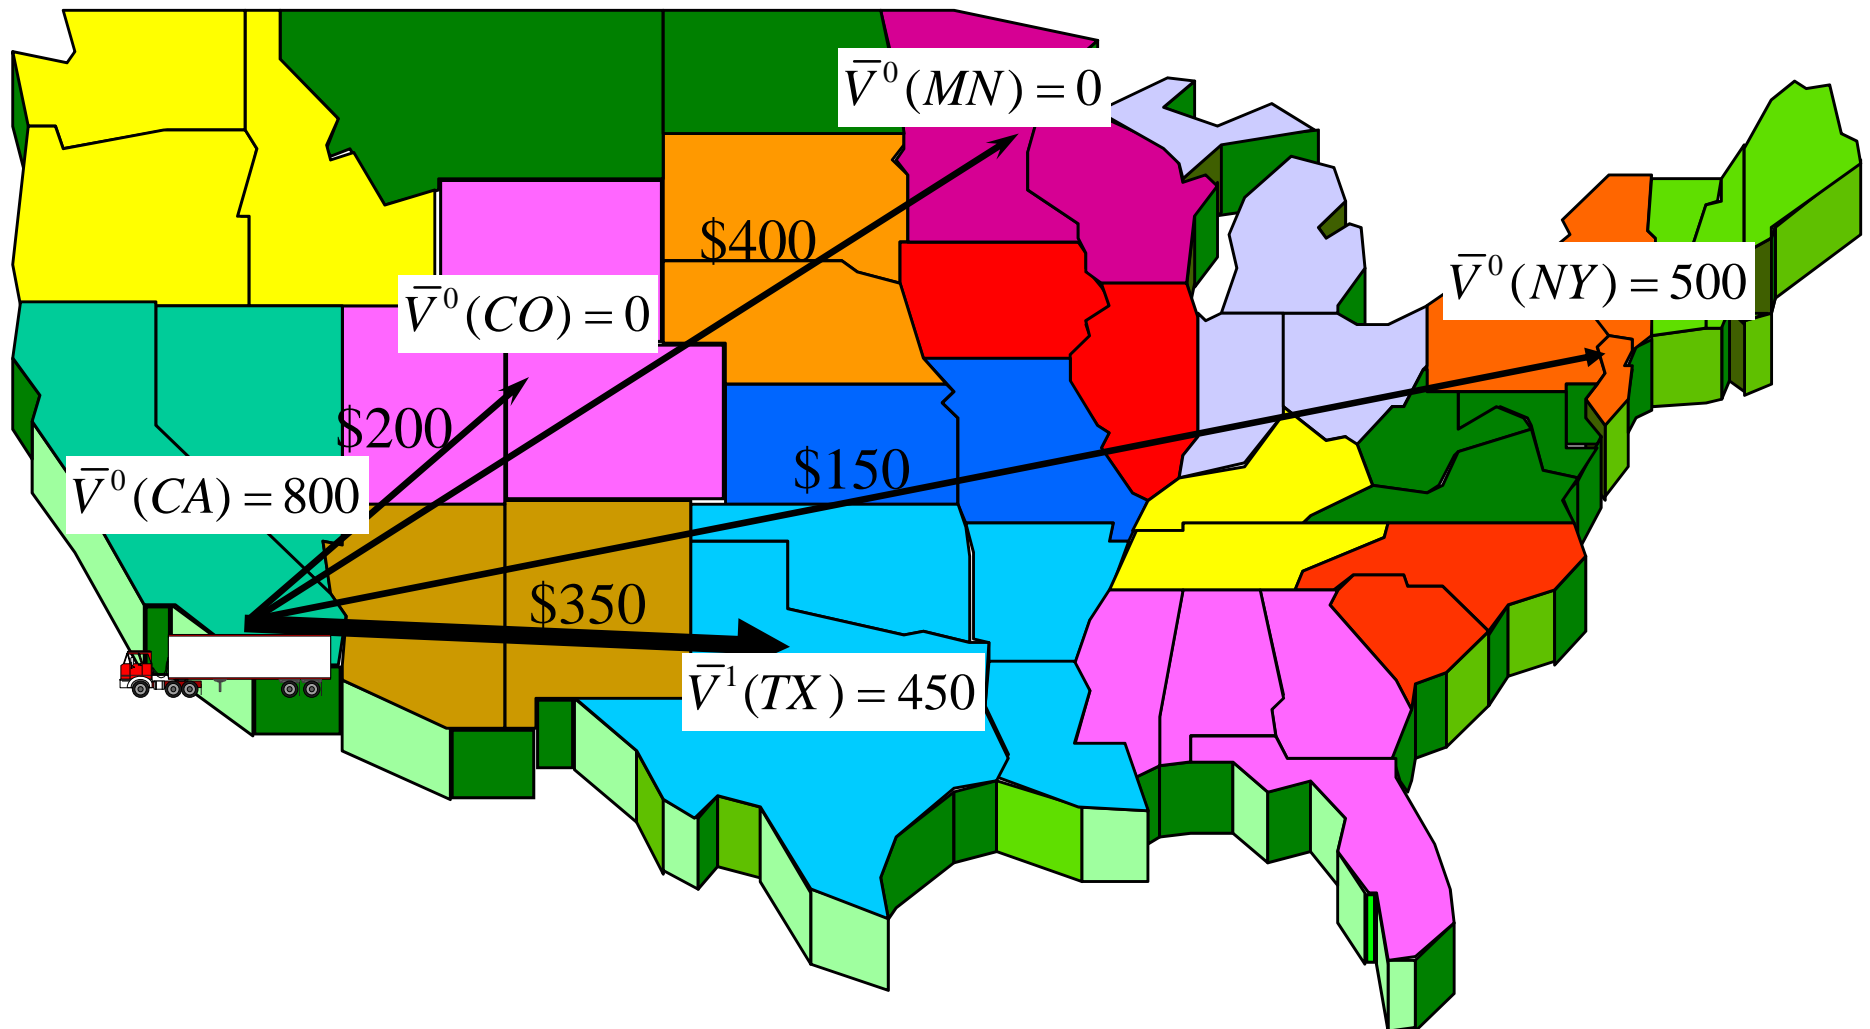 V̅⁰(MN) = 0
$400
V̅⁰(NY) = 500
V̅⁰(CO) = 0
$200
$150
V̅⁰(CA) = 800
$350
V̅¹(TX) = 450